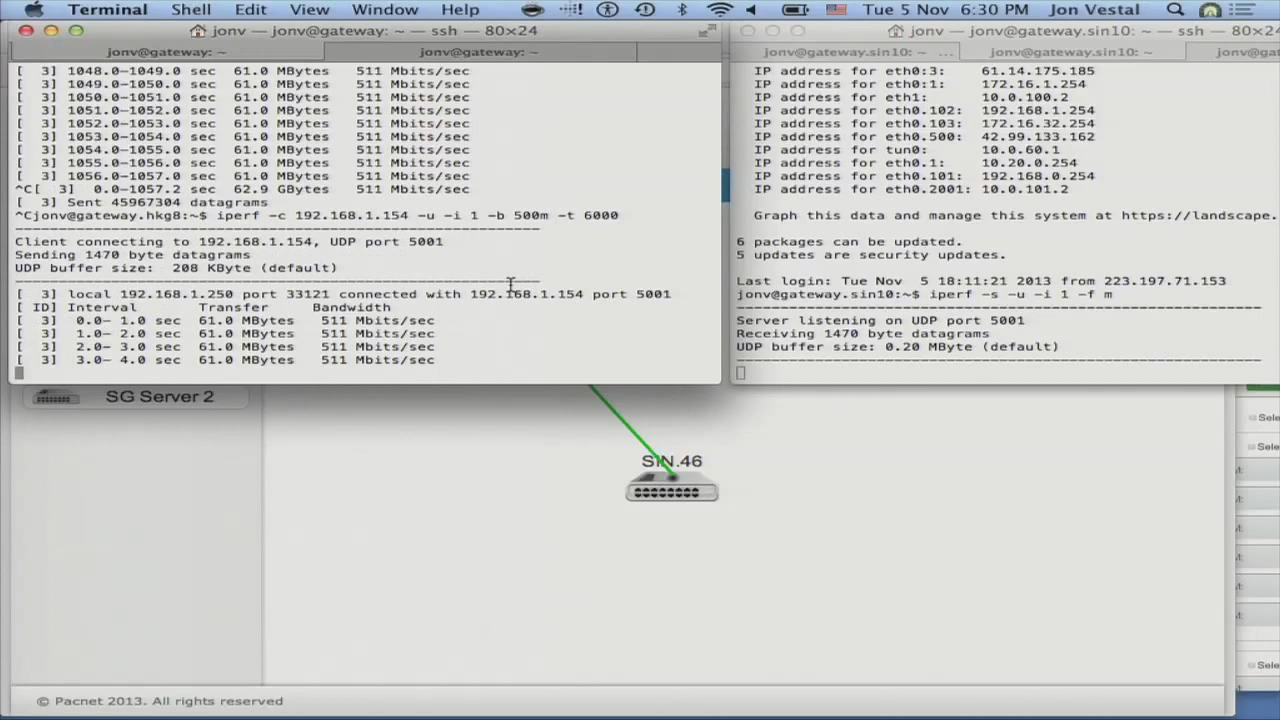 Terminal Shell Edit View Window Help Tue 5 Nov 6:30 PM Jon Vestal
jonv — jonv@gateway: ~ — ssh — 80×24
jonv@gateway: ~ jonv@gateway: ~
[ 3] 1048.0-1049.0 sec 61.0 MBytes 511 Mbits/sec
[ 3] 1049.0-1050.0 sec 61.0 MBytes 511 Mbits/sec
[ 3] 1050.0-1051.0 sec 61.0 MBytes 511 Mbits/sec
[ 3] 1051.0-1052.0 sec 61.0 MBytes 511 Mbits/sec
[ 3] 1052.0-1053.0 sec 61.0 MBytes 511 Mbits/sec
[ 3] 1053.0-1054.0 sec 61.0 MBytes 511 Mbits/sec
[ 3] 1054.0-1055.0 sec 61.0 MBytes 511 Mbits/sec
[ 3] 1055.0-1056.0 sec 61.0 MBytes 511 Mbits/sec
[ 3] 1056.0-1057.0 sec 61.0 MBytes 511 Mbits/sec
^C[ 3] 0.0-1057.2 sec 62.9 GBytes 511 Mbits/sec
[ 3] Sent 45967304 datagrams
^Cjonv@gateway.hkg8:~$ iperf -c 192.168.1.154 -u -i 1 -b 500m -t 6000
------------------------------------------------------------
Client connecting to 192.168.1.154, UDP port 5001
Sending 1470 byte datagrams
UDP buffer size: 208 KByte (default)
------------------------------------------------------------
[ 3] local 192.168.1.250 port 33121 connected with 192.168.1.154 port 5001
[ ID] Interval Transfer Bandwidth
[ 3] 0.0- 1.0 sec 61.0 MBytes 511 Mbits/sec
[ 3] 1.0- 2.0 sec 61.0 MBytes 511 Mbits/sec
[ 3] 2.0- 3.0 sec 61.0 MBytes 511 Mbits/sec
[ 3] 3.0- 4.0 sec 61.0 MBytes 511 Mbits/sec
jonv — jonv@gateway.sin10: ~ — ssh — 80×24
jonv@gateway.sin10: ~ ... jonv@gateway.sin10: ~ jonv@gat
IP address for eth0:3: 61.14.175.185
IP address for eth0:1: 172.16.1.254
IP address for eth1: 10.0.100.2
IP address for eth0.102: 192.168.1.254
IP address for eth0.103: 172.16.32.254
IP address for eth0.500: 42.99.133.162
IP address for tun0: 10.0.60.1
IP address for eth0.1: 10.20.0.254
IP address for eth0.101: 192.168.0.254
IP address for eth0.2001: 10.0.101.2
Graph this data and manage this system at https://landscape.
6 packages can be updated.
5 updates are security updates.
Last login: Tue Nov 5 18:11:21 2013 from 223.197.71.153
jonv@gateway.sin10:~$ iperf -s -u -i 1 -f m
------------------------------------------------------------
Server listening on UDP port 5001
Receiving 1470 byte datagrams
UDP buffer size: 0.20 MByte (default)
------------------------------------------------------------
SG Server 2
SIN.46
Sele
Sele
Sele
© Pacnet 2013. All rights reserved